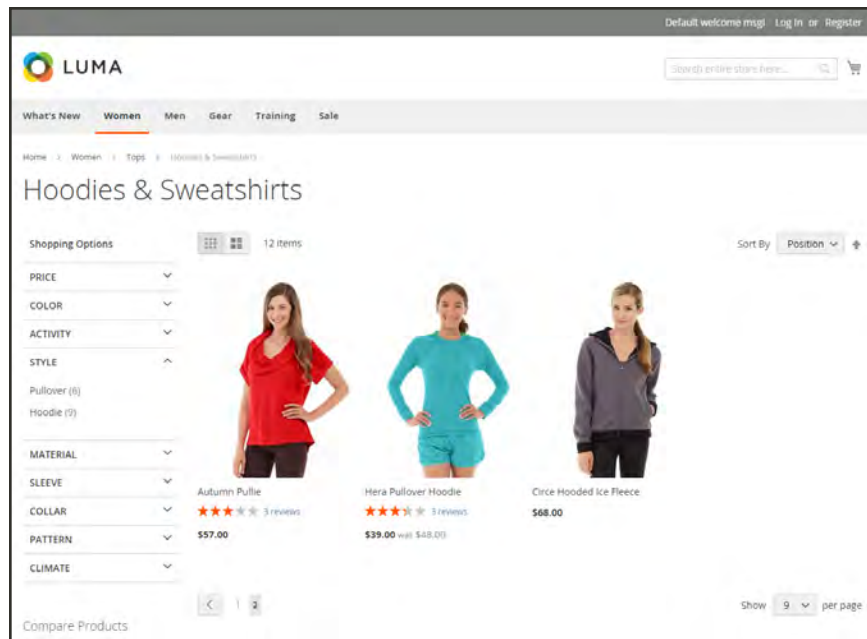 Default welcome msg! Log In or Register
LUMA
Search entire store here...
What's New Women Men Gear Training Sale
Home > Women > Tops > Hoodies & Sweatshirts
Hoodies & Sweatshirts
Shopping Options
12 items
Sort By Position
PRICE
COLOR
ACTIVITY
STYLE
Pullover (6)
Hoodie (9)
MATERIAL
SLEEVE
COLLAR
PATTERN
CLIMATE
Autumn Pullie
3 reviews
$57.00
Hera Pullover Hoodie
3 reviews
$39.00 was $48.00
Circe Hooded Ice Fleece
$68.00
1 2
Show 9 per page
Compare Products